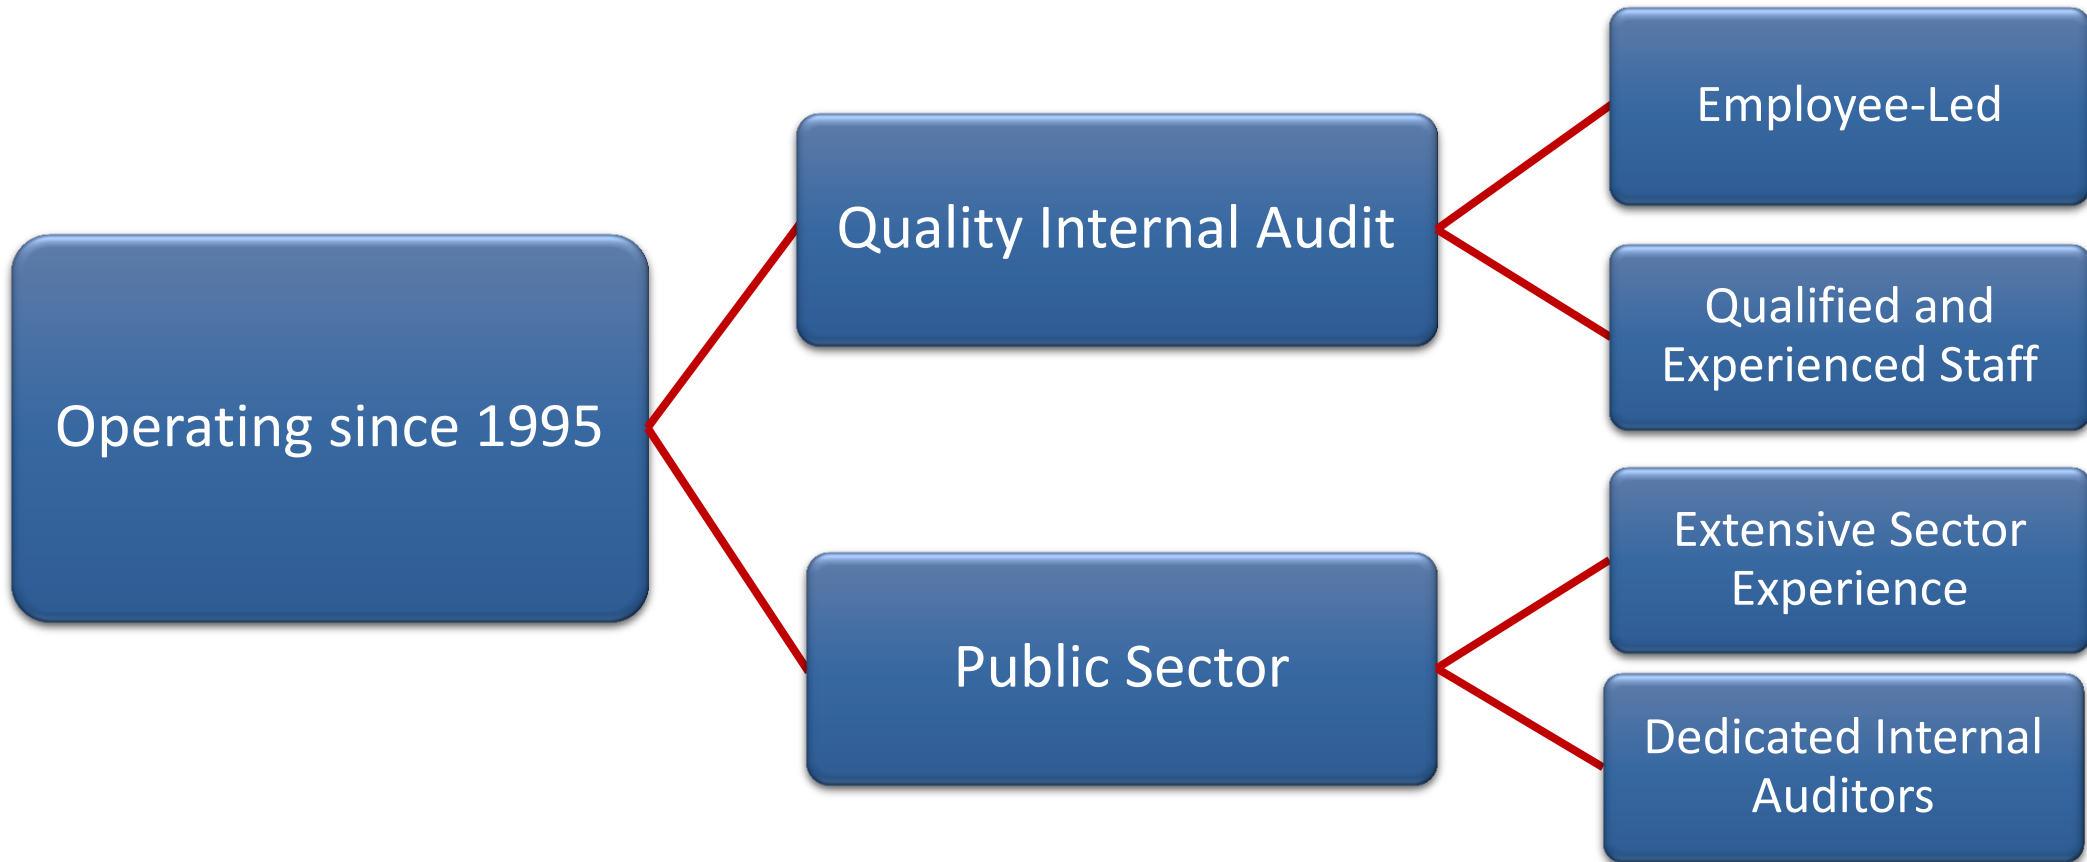 Operating since 1995
Quality Internal Audit
Employee-Led
Qualified and
Experienced Staff
Public Sector
Extensive Sector
Experience
Dedicated Internal
Auditors